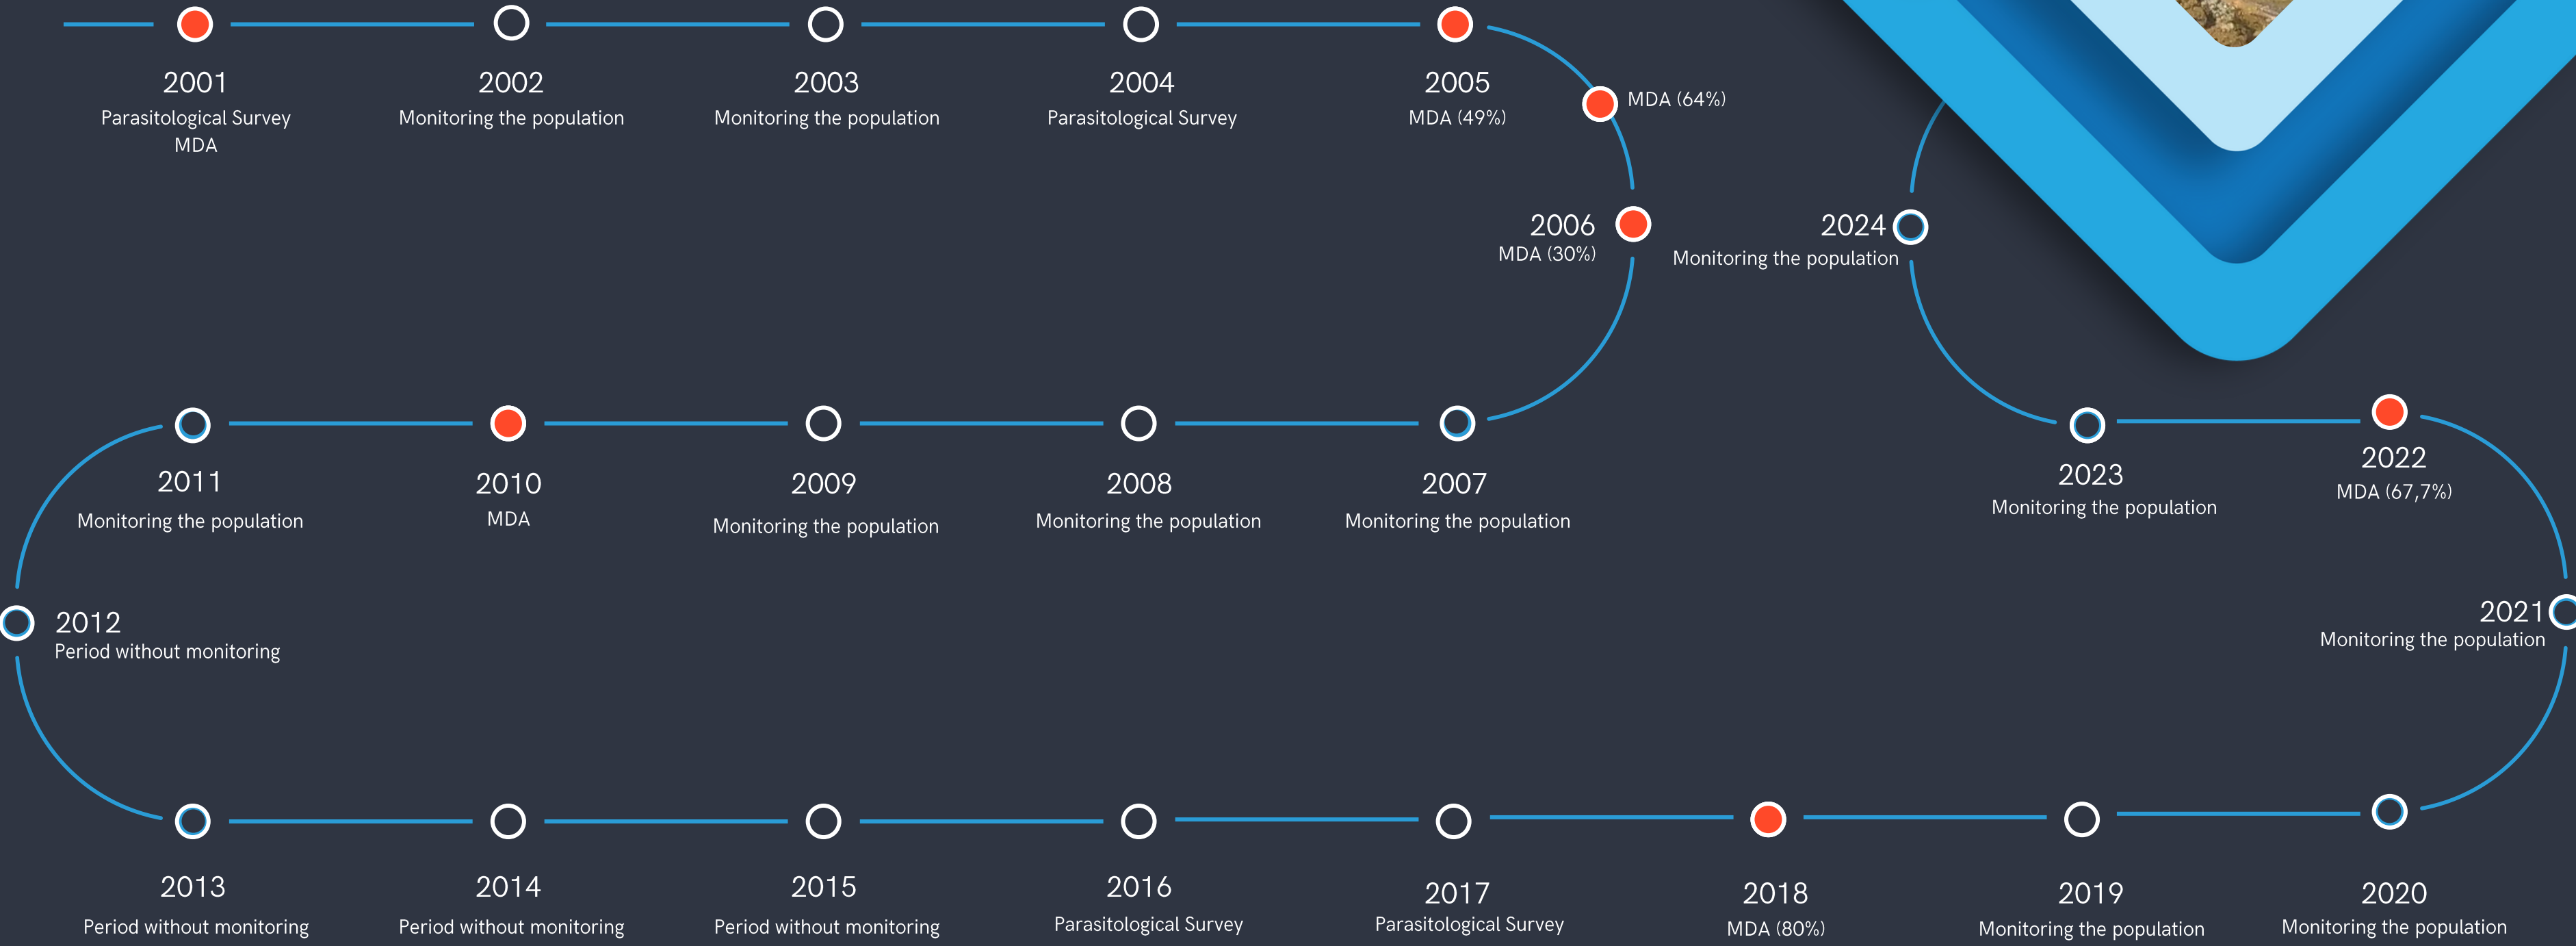 2001
Parasitological Survey
MDA
2002
Monitoring the population
2003
Monitoring the population
2004
Parasitological Survey
2005
MDA (49%)
MDA (64%)
2006
MDA (30%)
2007
Monitoring the population
2008
Monitoring the population
2009
Monitoring the population
2010
MDA
2011
Monitoring the population
2012
Period without monitoring
2013
Period without monitoring
2014
Period without monitoring
2015
Period without monitoring
2016
Parasitological Survey
2017
Parasitological Survey
2018
MDA (80%)
2019
Monitoring the population
2020
Monitoring the population
2021
Monitoring the population
2022
MDA (67,7%)
2023
Monitoring the population
2024
Monitoring the population